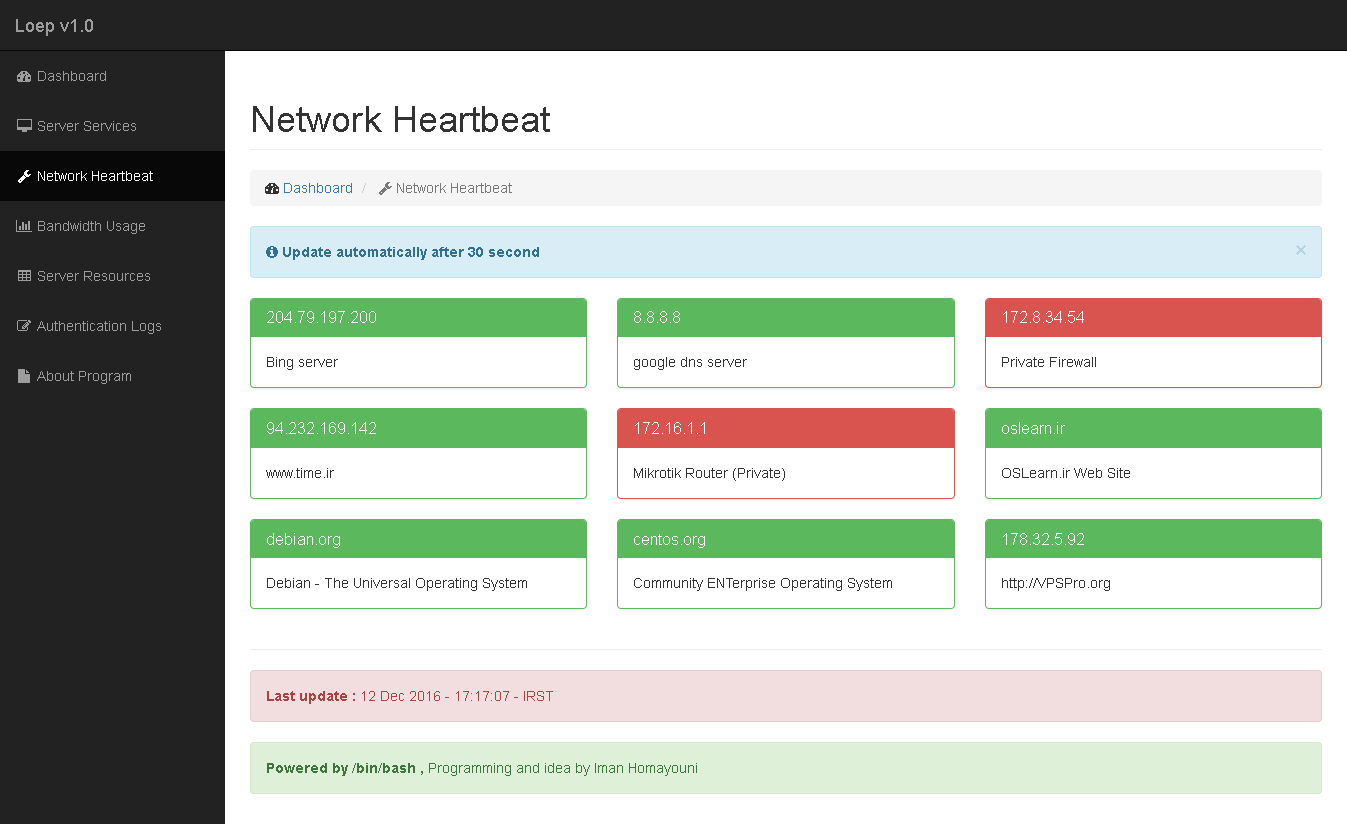 Loep v1.0
Dashboard
Server Services
Network Heartbeat
Bandwidth Usage
Server Resources
Authentication Logs
About Program
Network Heartbeat
Dashboard / Network Heartbeat
Update automatically after 30 second ×
204.79.197.200
Bing server
8.8.8.8
google dns server
172.8.34.54
Private Firewall
94.232.169.142
www.time.ir
172.16.1.1
Mikrotik Router (Private)
oslearn.ir
OSLearn.ir Web Site
debian.org
Debian - The Universal Operating System
centos.org
Community ENTerprise Operating System
178.32.5.92
http://VPSPro.org
Last update : 12 Dec 2016 - 17:17:07 - IRST
Powered by /bin/bash , Programming and idea by Iman Homayouni